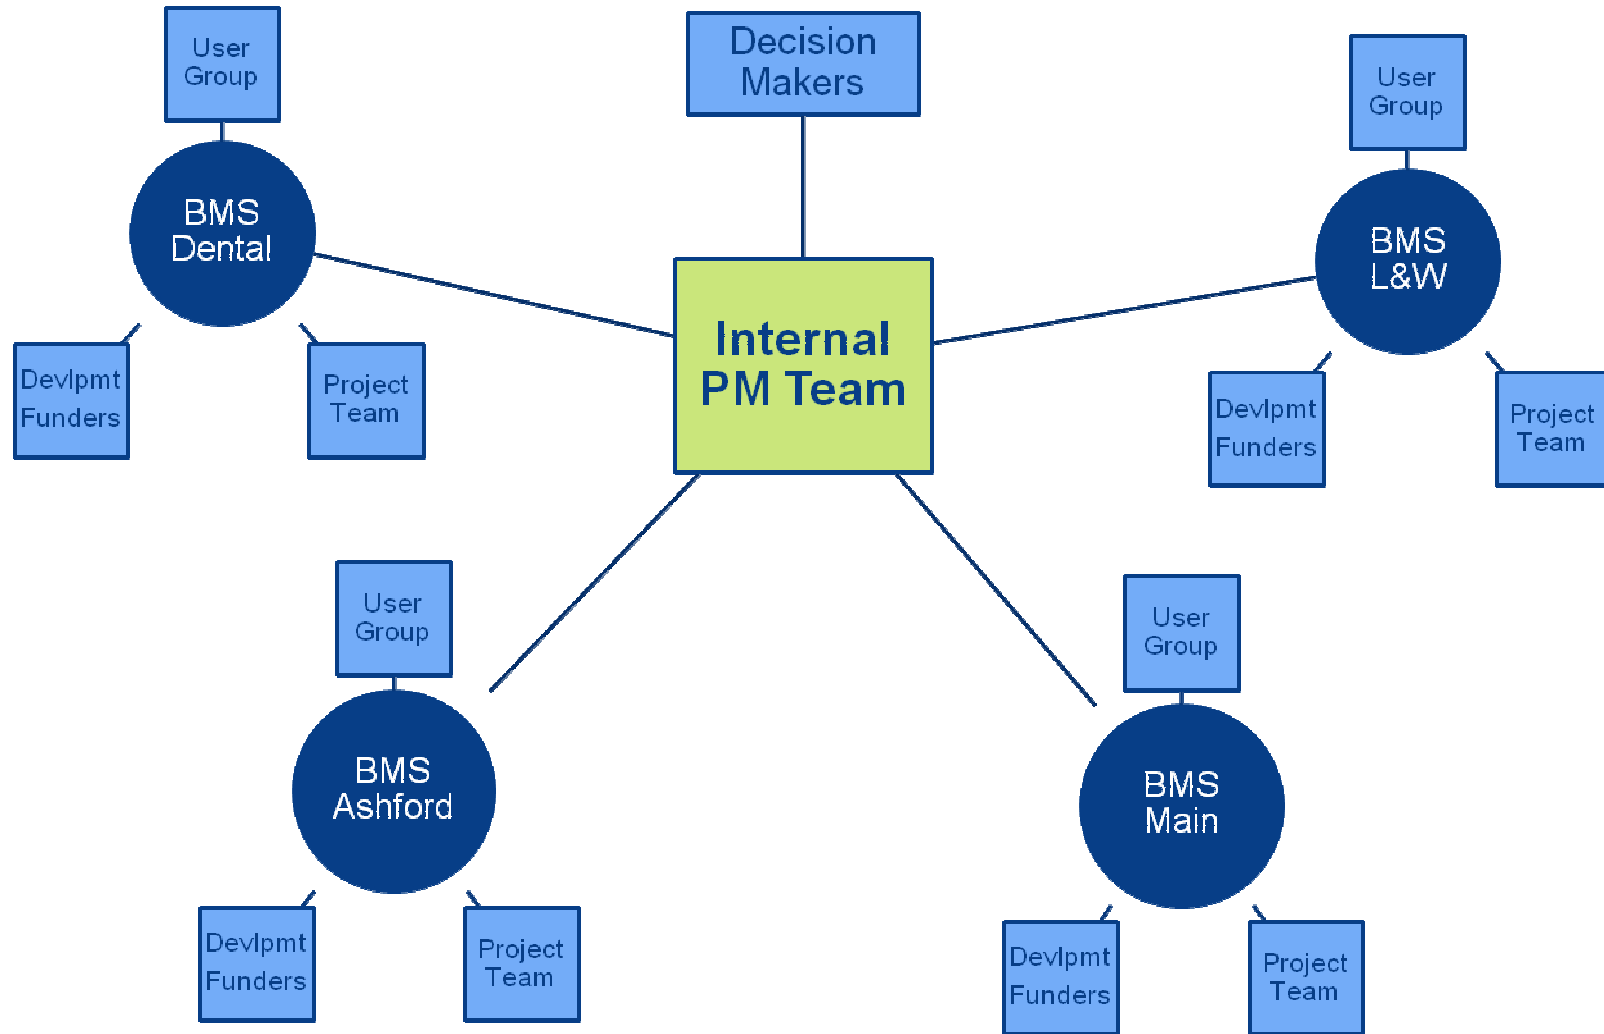 User
Group
Decision
Makers
User
Group
BMS
Dental
BMS
L&W
Internal
PM Team
Devlpmt
Funders
Project
Team
Devlpmt
Funders
Project
Team
User
Group
User
Group
BMS
Ashford
BMS
Main
Devlpmt
Funders
Project
Team
Devlpmt
Funders
Project
Team